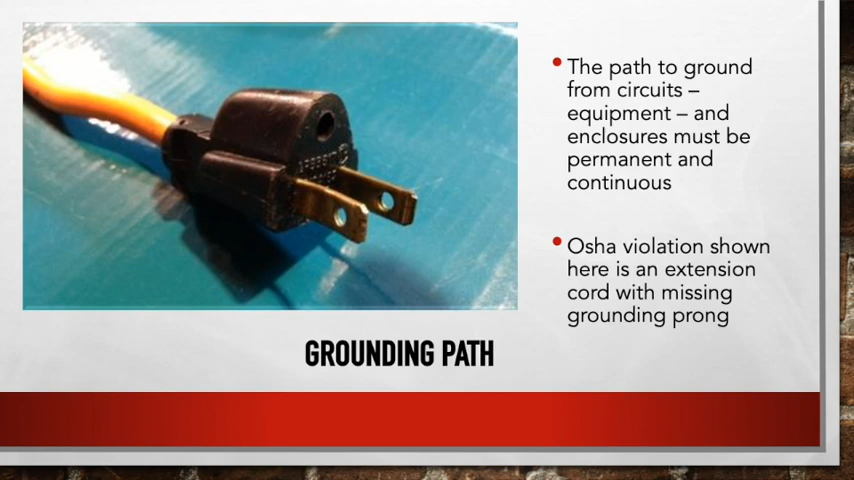 The path to ground
from circuits –
equipment – and
enclosures must be
permanent and
continuous
Osha violation shown
here is an extension
cord with missing
grounding prong
GROUNDING PATH